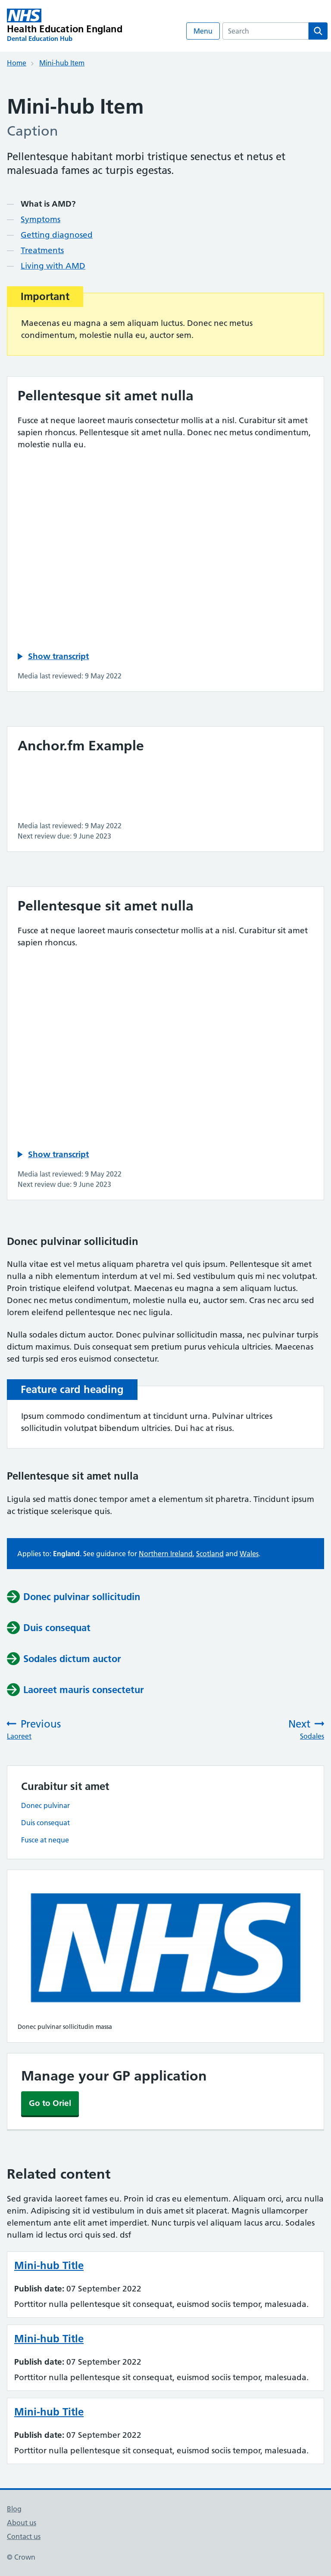 NHS
Health Education England
Dental Education Hub
Menu
Search
Home
Mini-hub Item
Mini-hub Item
Caption
Pellentesque habitant morbi tristique senectus et netus et
malesuada fames ac turpis egestas.
— What is AMD?
— Symptoms
— Getting diagnosed
— Treatments
— Living with AMD
Important
Maecenas eu magna a sem aliquam luctus. Donec nec metus
condimentum, molestie nulla eu, auctor sem.
Pellentesque sit amet nulla
Fusce at neque laoreet mauris consectetur mollis at a nisl. Curabitur sit amet
sapien rhoncus. Pellentesque sit amet nulla. Donec nec metus condimentum,
molestie nulla eu.
Show transcript
Media last reviewed: 9 May 2022
Anchor.fm Example
Media last reviewed: 9 May 2022
Next review due: 9 June 2023
Pellentesque sit amet nulla
Fusce at neque laoreet mauris consectetur mollis at a nisl. Curabitur sit amet
sapien rhoncus.
Show transcript
Media last reviewed: 9 May 2022
Next review due: 9 June 2023
Donec pulvinar sollicitudin
Nulla vitae est vel metus aliquam pharetra vel quis ipsum. Pellentesque sit amet
nulla a nibh elementum interdum at vel mi. Sed vestibulum quis mi nec volutpat.
Proin tristique eleifend volutpat. Maecenas eu magna a sem aliquam luctus.
Donec nec metus condimentum, molestie nulla eu, auctor sem. Cras nec arcu sed
lorem eleifend pellentesque nec nec ligula.
Nulla sodales dictum auctor. Donec pulvinar sollicitudin massa, nec pulvinar turpis
dictum maximus. Duis consequat sem pretium purus vehicula ultricies. Maecenas
sed turpis sed eros euismod consectetur.
Feature card heading
Ipsum commodo condimentum at tincidunt urna. Pulvinar ultrices
sollicitudin volutpat bibendum ultricies. Dui hac at risus.
Pellentesque sit amet nulla
Ligula sed mattis donec tempor amet a elementum sit pharetra. Tincidunt ipsum
ac tristique scelerisque quis.
Applies to: England. See guidance for Northern Ireland, Scotland and Wales.
Donec pulvinar sollicitudin
Duis consequat
Sodales dictum auctor
Laoreet mauris consectetur
Previous
Laoreet
Next
Sodales
Curabitur sit amet
Donec pulvinar
Duis consequat
Fusce at neque
NHS
Donec pulvinar sollicitudin massa
Manage your GP application
Go to Oriel
Related content
Sed gravida laoreet fames eu. Proin id cras eu elementum. Aliquam orci, arcu nulla
enim. Adipiscing sit id vestibulum in duis amet sit placerat. Magnis ullamcorper
enim varius elit amet imperdiet. Nunc turpis vel aliquam lacus arcu. Sodales
nullam id lectus orci quis sed. dsf
Mini-hub Title
Publish date: 07 September 2022
Porttitor nulla pellentesque sit consequat, euismod sociis tempor, malesuada.
Mini-hub Title
Publish date: 07 September 2022
Porttitor nulla pellentesque sit consequat, euismod sociis tempor, malesuada.
Mini-hub Title
Publish date: 07 September 2022
Porttitor nulla pellentesque sit consequat, euismod sociis tempor, malesuada.
Blog
About us
Contact us
© Crown